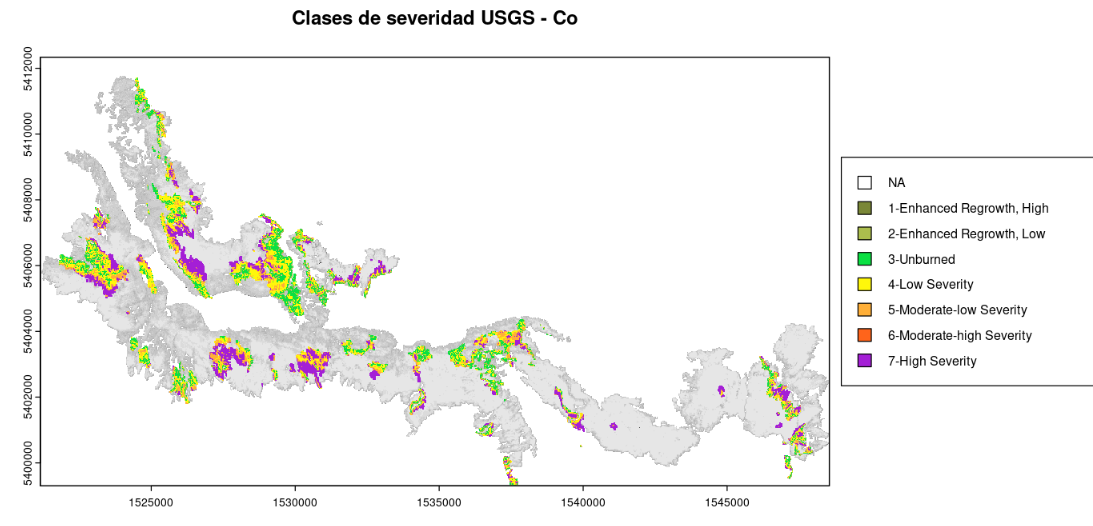 Clases de severidad USGS - Co
5412000
5410000
5408000
5406000
5404000
5402000
5400000
1525000
1530000
1535000
1540000
1545000
NA
1-Enhanced Regrowth, High
2-Enhanced Regrowth, Low
3-Unburned
4-Low Severity
5-Moderate-low Severity
6-Moderate-high Severity
7-High Severity